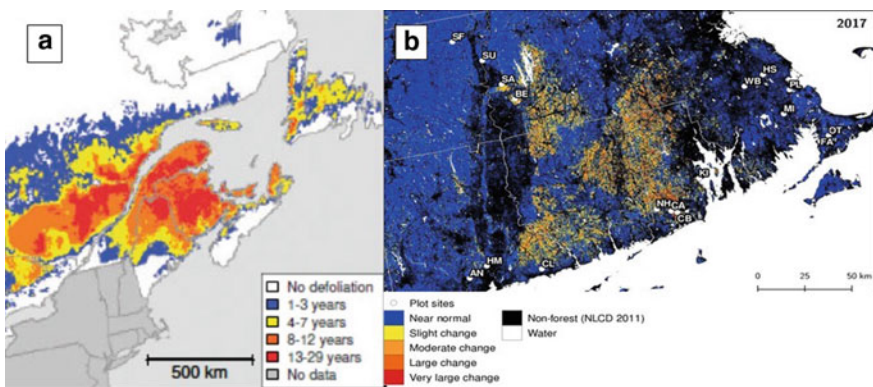 a
No defoliation
1-3 years
4-7 years
8-12 years
13-29 years
No data
500 km
b
2017
SF
SU
SA
BE
HS
WB
PL
MI
OT
FA
KI
NH
CA
CB
HM
AN
CL
0 25 50 km
Plot sites
Near normal
Slight change
Moderate change
Large change
Very large change
Non-forest (NLCD 2011)
Water